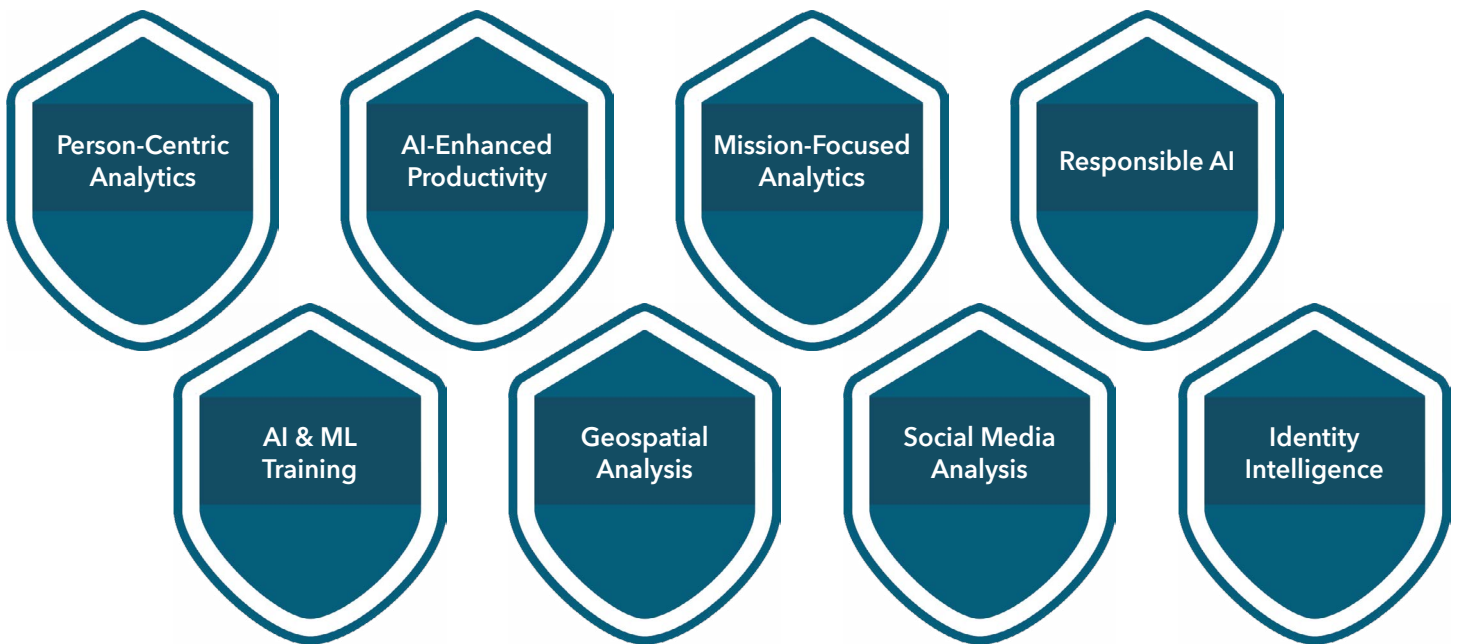 Person-Centric
Analytics
AI-Enhanced
Productivity
Mission-Focused
Analytics
Responsible AI
AI & ML
Training
Geospatial
Analysis
Social Media
Analysis
Identity
Intelligence